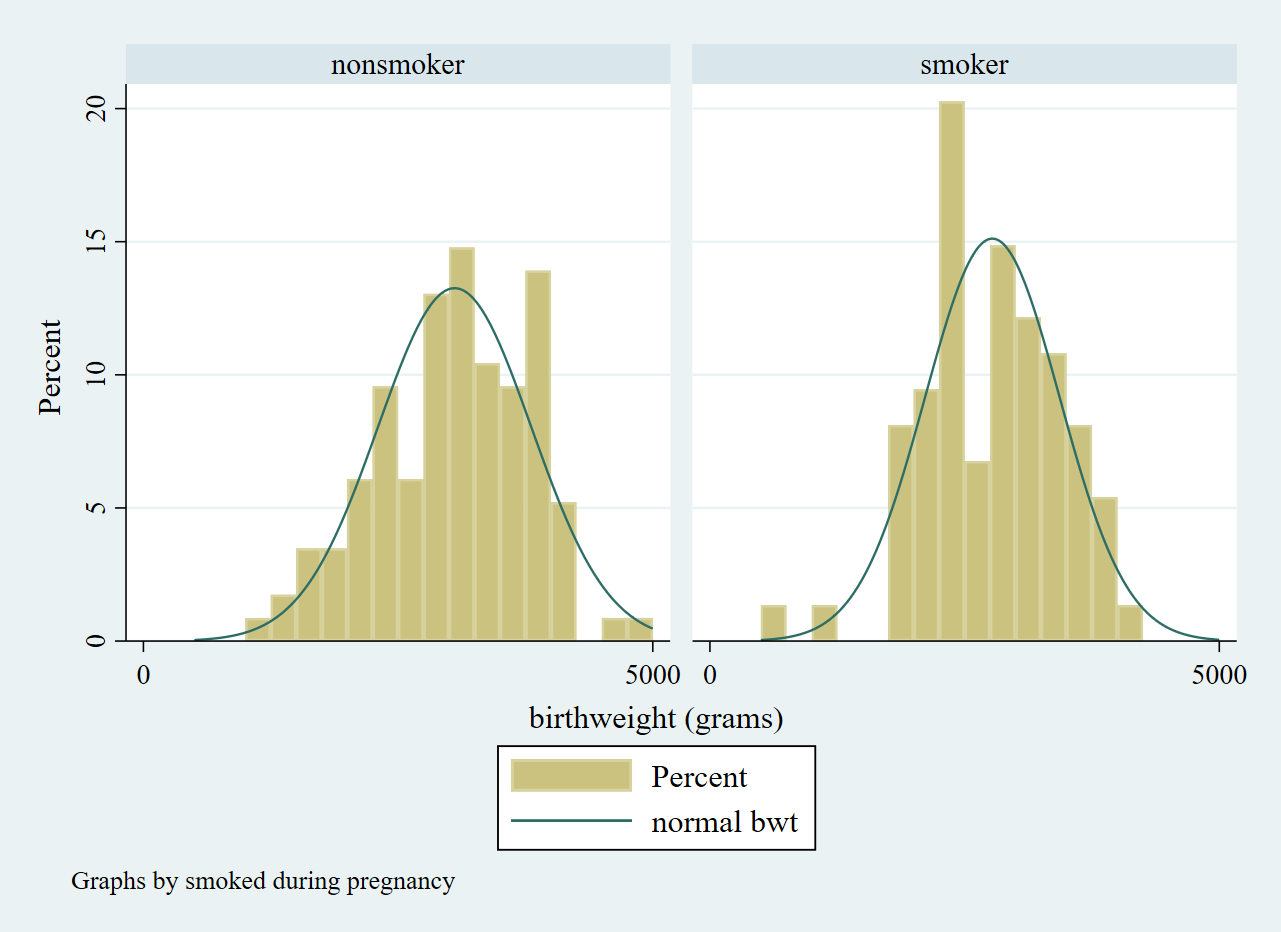 nonsmoker
smoker
Percent
20
15
10
5
0
0
5000
0
5000
birthweight (grams)
Percent
normal bwt
Graphs by smoked during pregnancy